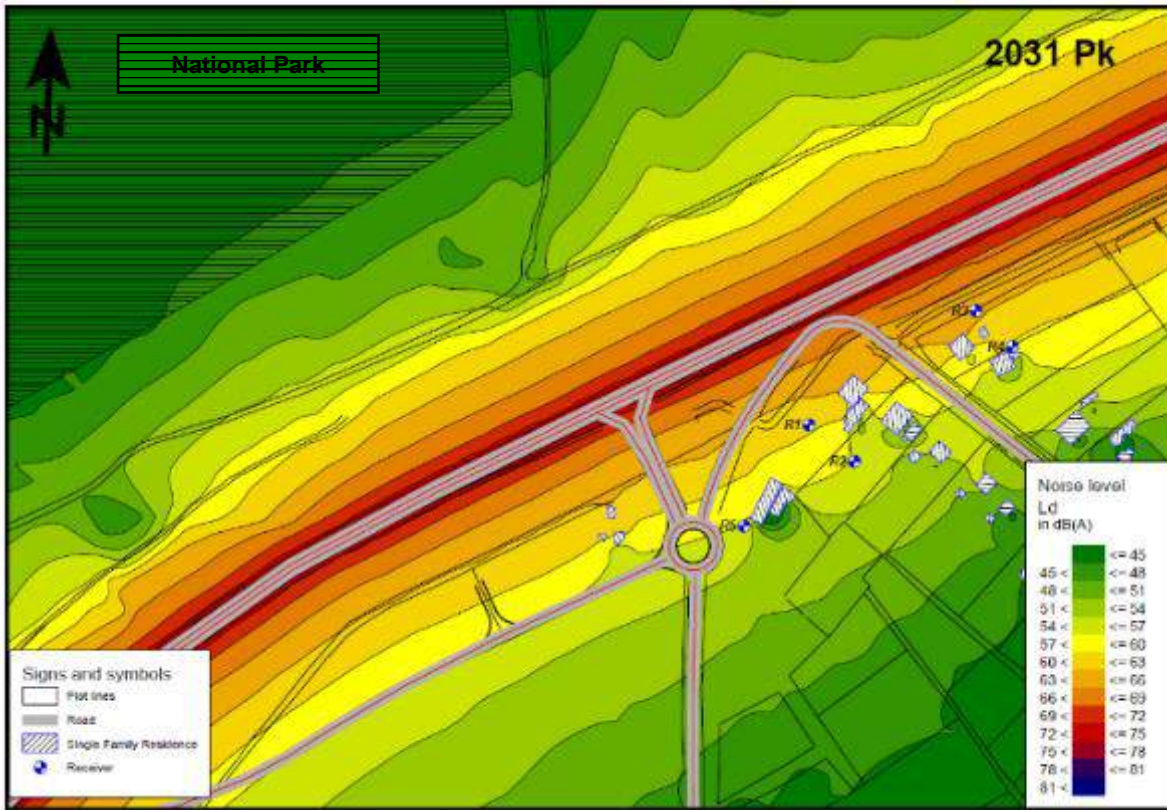 National Park
2031 Pk
N
R3
R4
R1
R2
R5
Noise level
Ld
in dB(A)
<= 45
45 < <= 48
48 < <= 51
51 < <= 54
54 < <= 57
57 < <= 60
60 < <= 63
63 < <= 66
66 < <= 69
69 < <= 72
72 < <= 75
75 < <= 78
78 < <= 81
81 <
Signs and symbols
Plot lines
Road
Single Family Residence
Receiver